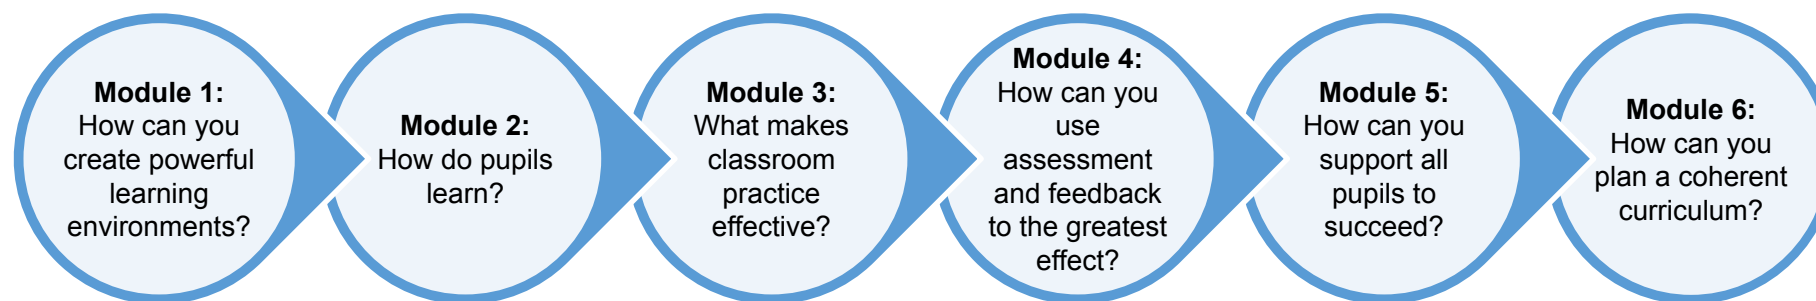 Module 1:
How can you
create powerful
learning
environments?
Module 2:
How do pupils
learn?
Module 3:
What makes
classroom
practice
effective?
Module 4:
How can you
use
assessment
and feedback
to the greatest
effect?
Module 5:
How can you
support all
pupils to
succeed?
Module 6:
How can you
plan a coherent
curriculum?